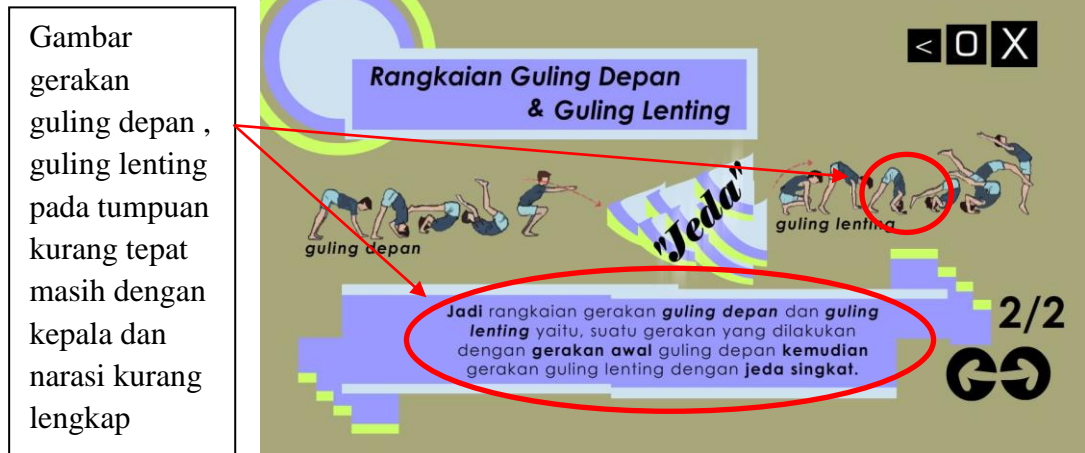 Gambar
gerakan
guling depan ,
guling lenting
pada tumpuan
kurang tepat
masih dengan
kepala dan
narasi kurang
lengkap
< O X
Rangkaian Guling Depan
& Guling Lenting
guling depan
"Jeda"
guling lenting
Jadi rangkaian gerakan guling depan dan guling
lenting yaitu, suatu gerakan yang dilakukan
dengan gerakan awal guling depan kemudian
gerakan guling lenting dengan jeda singkat.
2/2